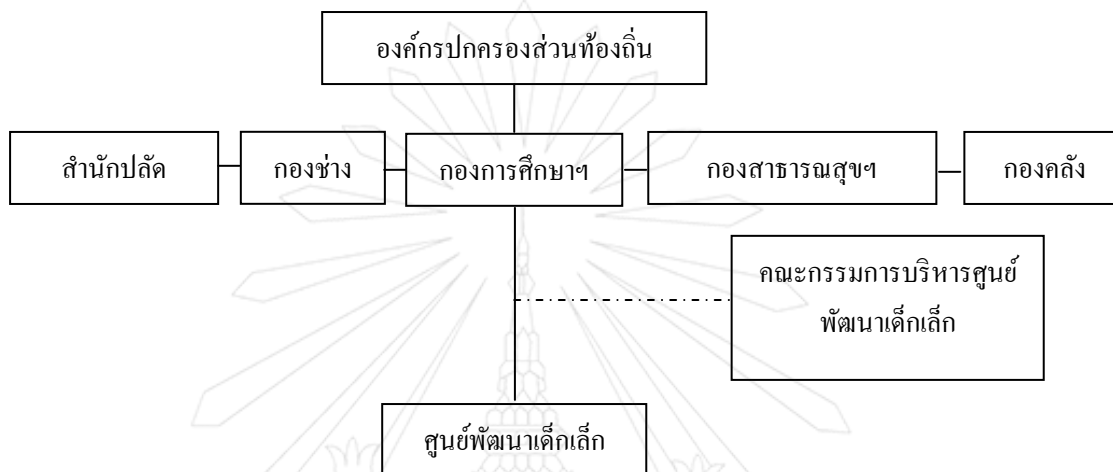 องค์กรปกครองส่วนท้องถิ่น
สำนักปลัด
กองช่าง
กองการศึกษาฯ
กองสาธารณสุขฯ
กองคลัง
คณะกรรมการบริหารศูนย์
พัฒนาเด็กเล็ก
ศูนย์พัฒนาเด็กเล็ก